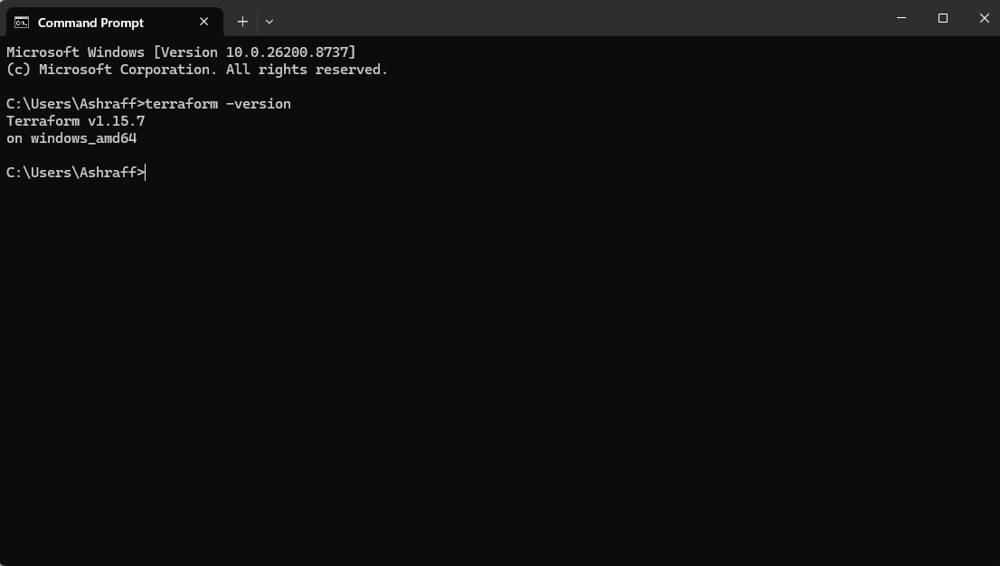 Command Prompt
Microsoft Windows [Version 10.0.26200.8737]
(c) Microsoft Corporation. All rights reserved.
C:\Users\Ashraff>terraform -version
Terraform v1.15.7
on windows_amd64
C:\Users\Ashraff>